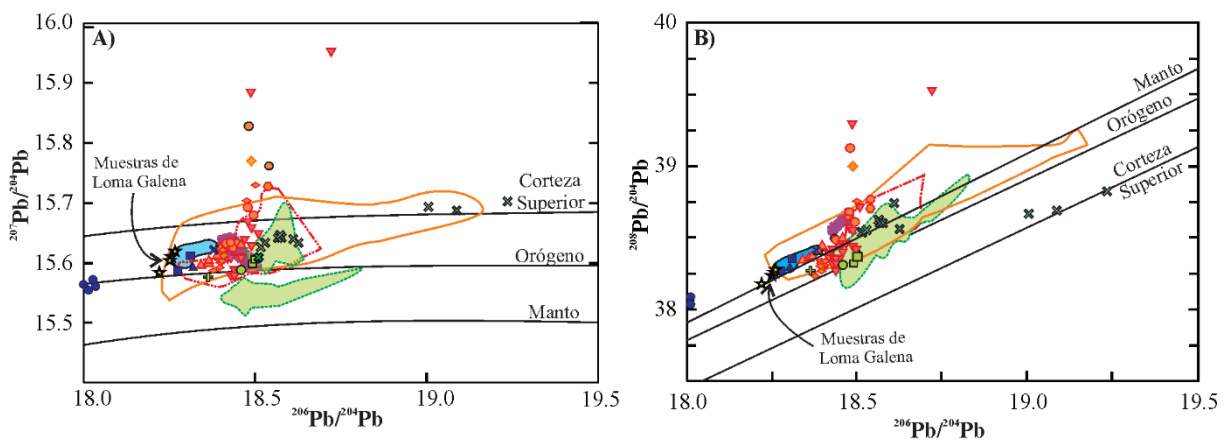 A)
16.0
15.9
15.8
15.7
15.6
15.5
²⁰⁷Pb/²⁰⁴Pb
Muestras de
Loma Galena
Corteza
Superior
Orógeno
Manto
18.0
18.5
19.0
19.5
²⁰⁶Pb/²⁰⁴Pb
B)
40
39
38
²⁰⁸Pb/²⁰⁴Pb
Manto
Orógeno
Corteza
Superior
Muestras de
Loma Galena
18.0
18.5
19.0
19.5
²⁰⁶Pb/²⁰⁴Pb